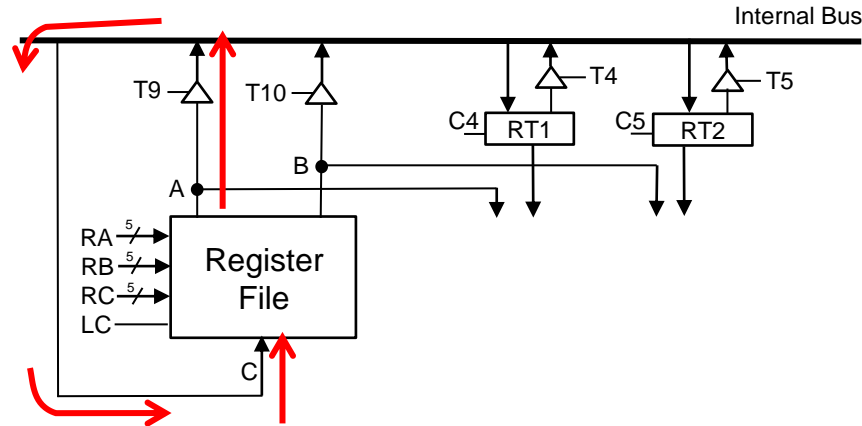 Internal Bus
T9
T10
T4
T5
C4
RT1
C5
RT2
B
A
RA
5
RB
5
RC
5
LC
Register
File
C